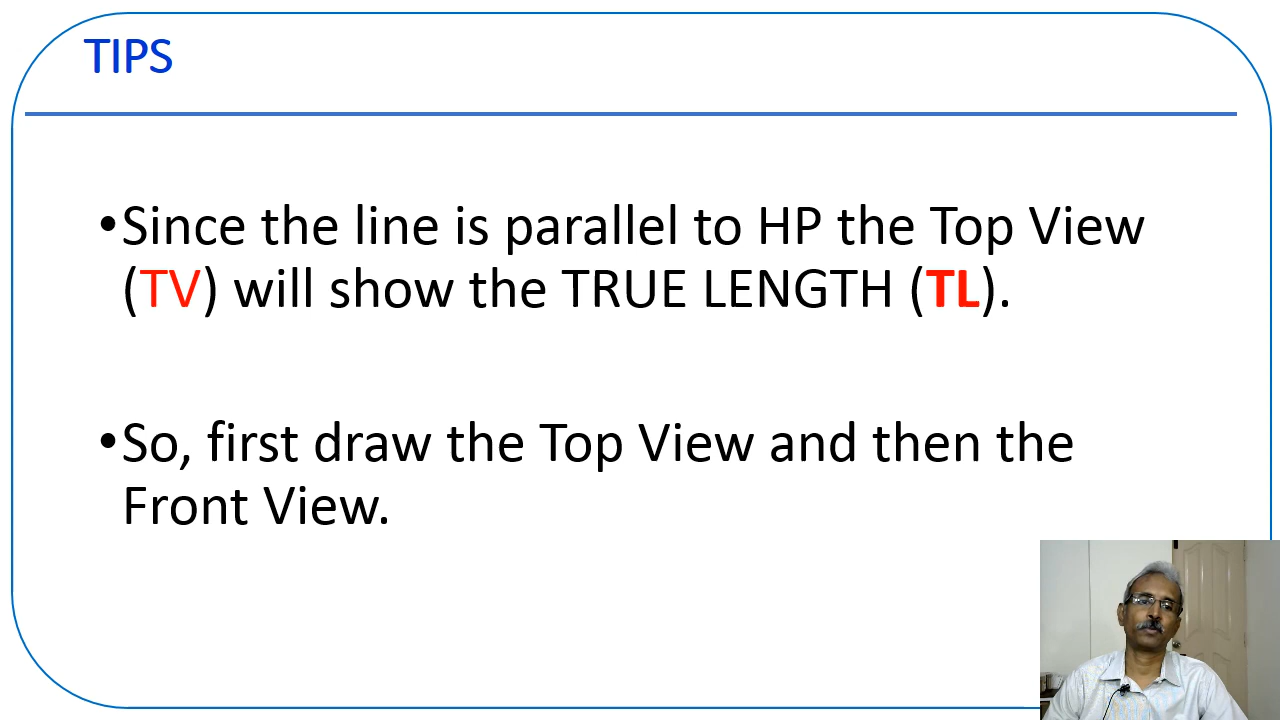 TIPS
•Since the line is parallel to HP the Top View
(TV) will show the TRUE LENGTH (TL).
•So, first draw the Top View and then the
Front View.